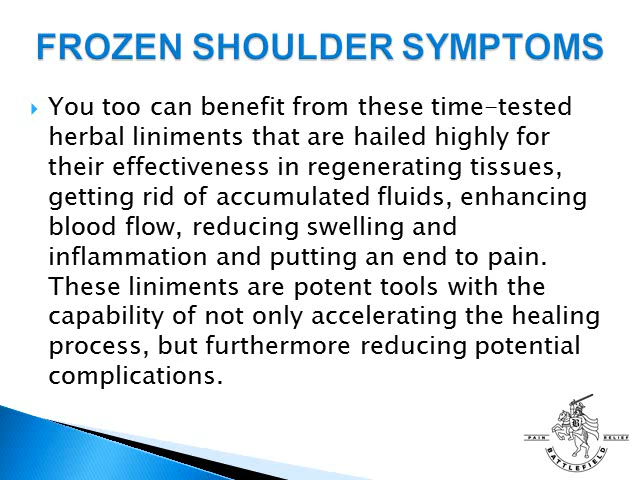 FROZEN SHOULDER SYMPTOMS
You too can benefit from these time-tested
herbal liniments that are hailed highly for
their effectiveness in regenerating tissues,
getting rid of accumulated fluids, enhancing
blood flow, reducing swelling and
inflammation and putting an end to pain.
These liniments are potent tools with the
capability of not only accelerating the healing
process, but furthermore reducing potential
complications.
B
PAIN RELIEF
BATTLEFIELD